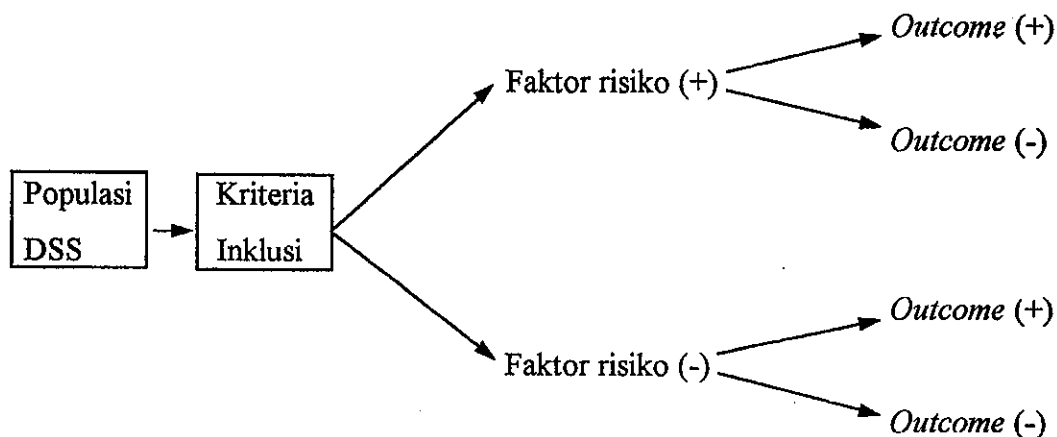 Populasi
DSS
Kriteria
Inklusi
Faktor risiko (+)
Outcome (+)
Outcome (-)
Faktor risiko (-)
Outcome (+)
Outcome (-)